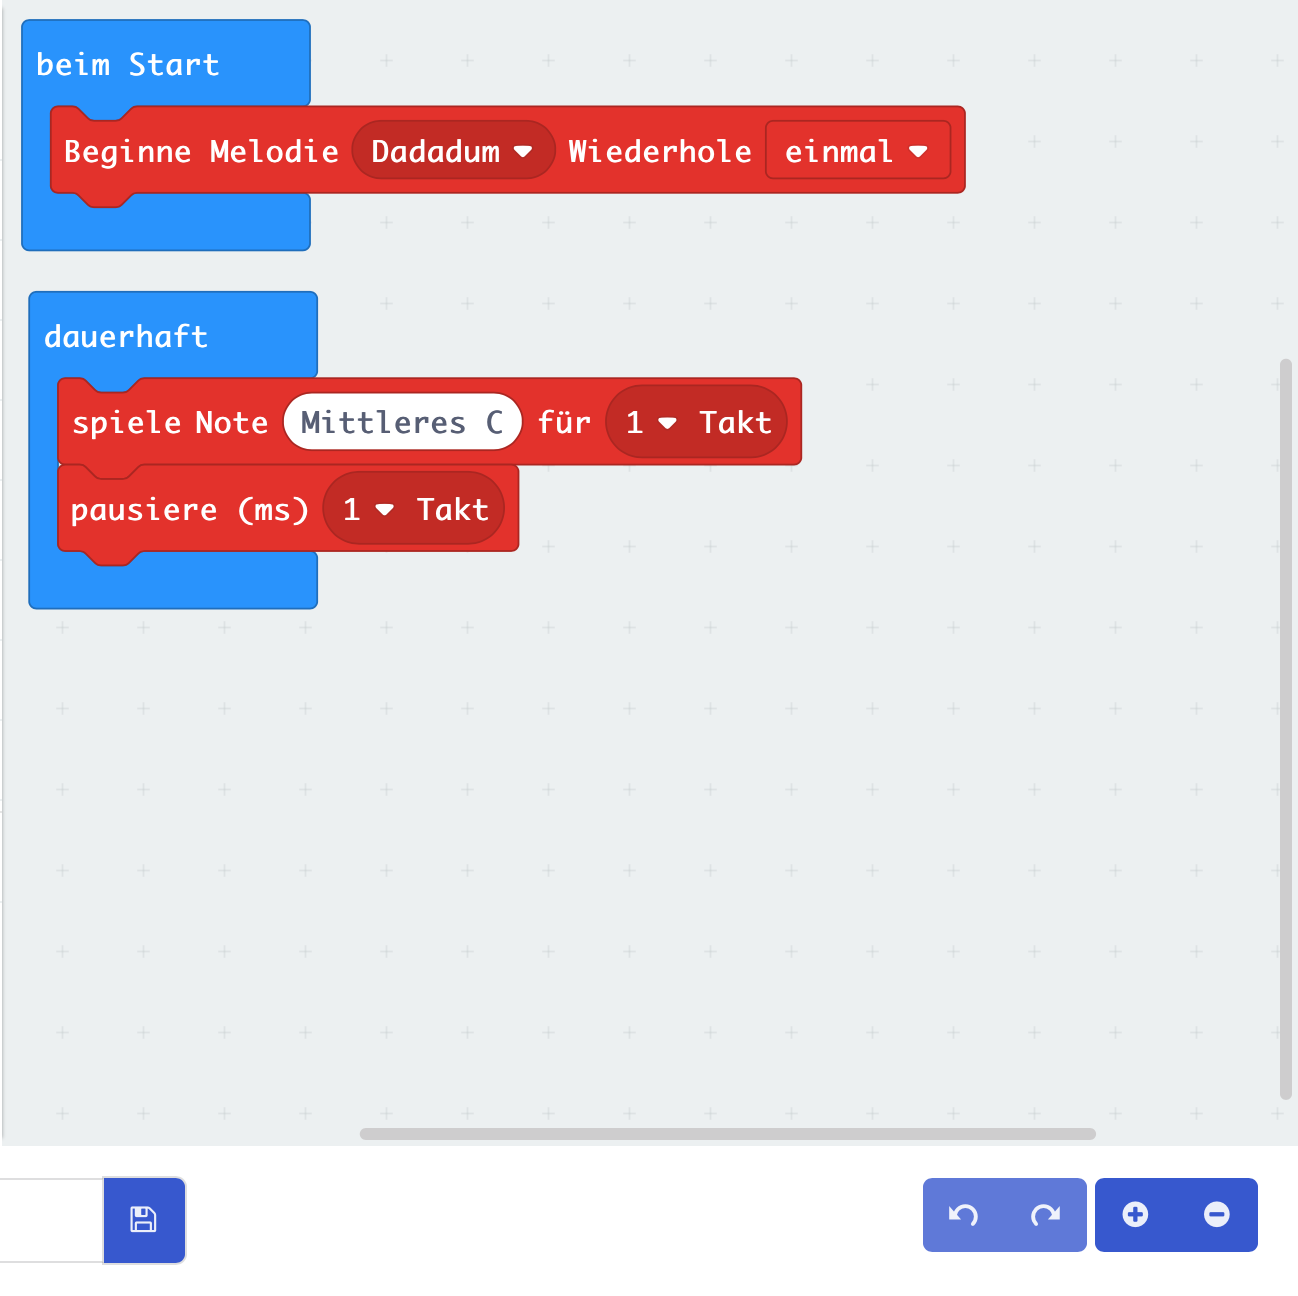 beim Start
Beginne Melodie Dadadum Wiederhole einmal
dauerhaft
spiele Note Mittleres C für 1 Takt
pausiere (ms) 1 Takt